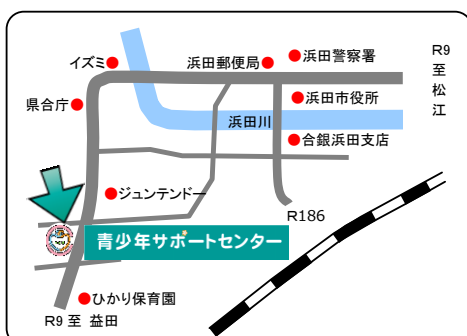 イズミ
浜田郵便局
浜田警察署
R9
至
松
江
県合庁
浜田市役所
浜田川
合銀浜田支店
ジュンテンドー
R186
青少年サポートセンター
ひかり保育園
R9 至 益田